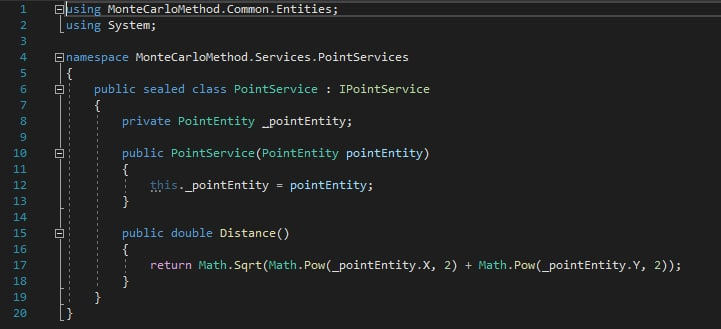 1 using MonteCarloMethod.Common.Entities;
2 using System;
3
4 namespace MonteCarloMethod.Services.PointServices
5 {
6     public sealed class PointService : IPointService
7     {
8         private PointEntity _pointEntity;
9
10         public PointService(PointEntity pointEntity)
11         {
12             this._pointEntity = pointEntity;
13         }
14
15         public double Distance()
16         {
17             return Math.Sqrt(Math.Pow(_pointEntity.X, 2) + Math.Pow(_pointEntity.Y, 2));
18         }
19     }
20 }